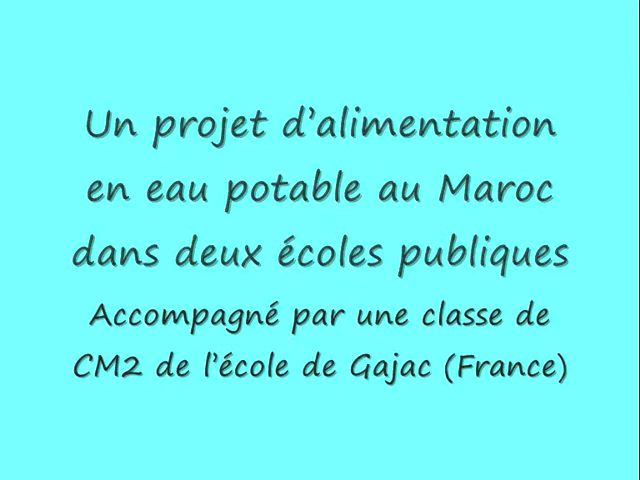 Un projet d’alimentation
en eau potable au Maroc
dans deux écoles publiques
Accompagné par une classe de
CM2 de l’école de Gajac (France)